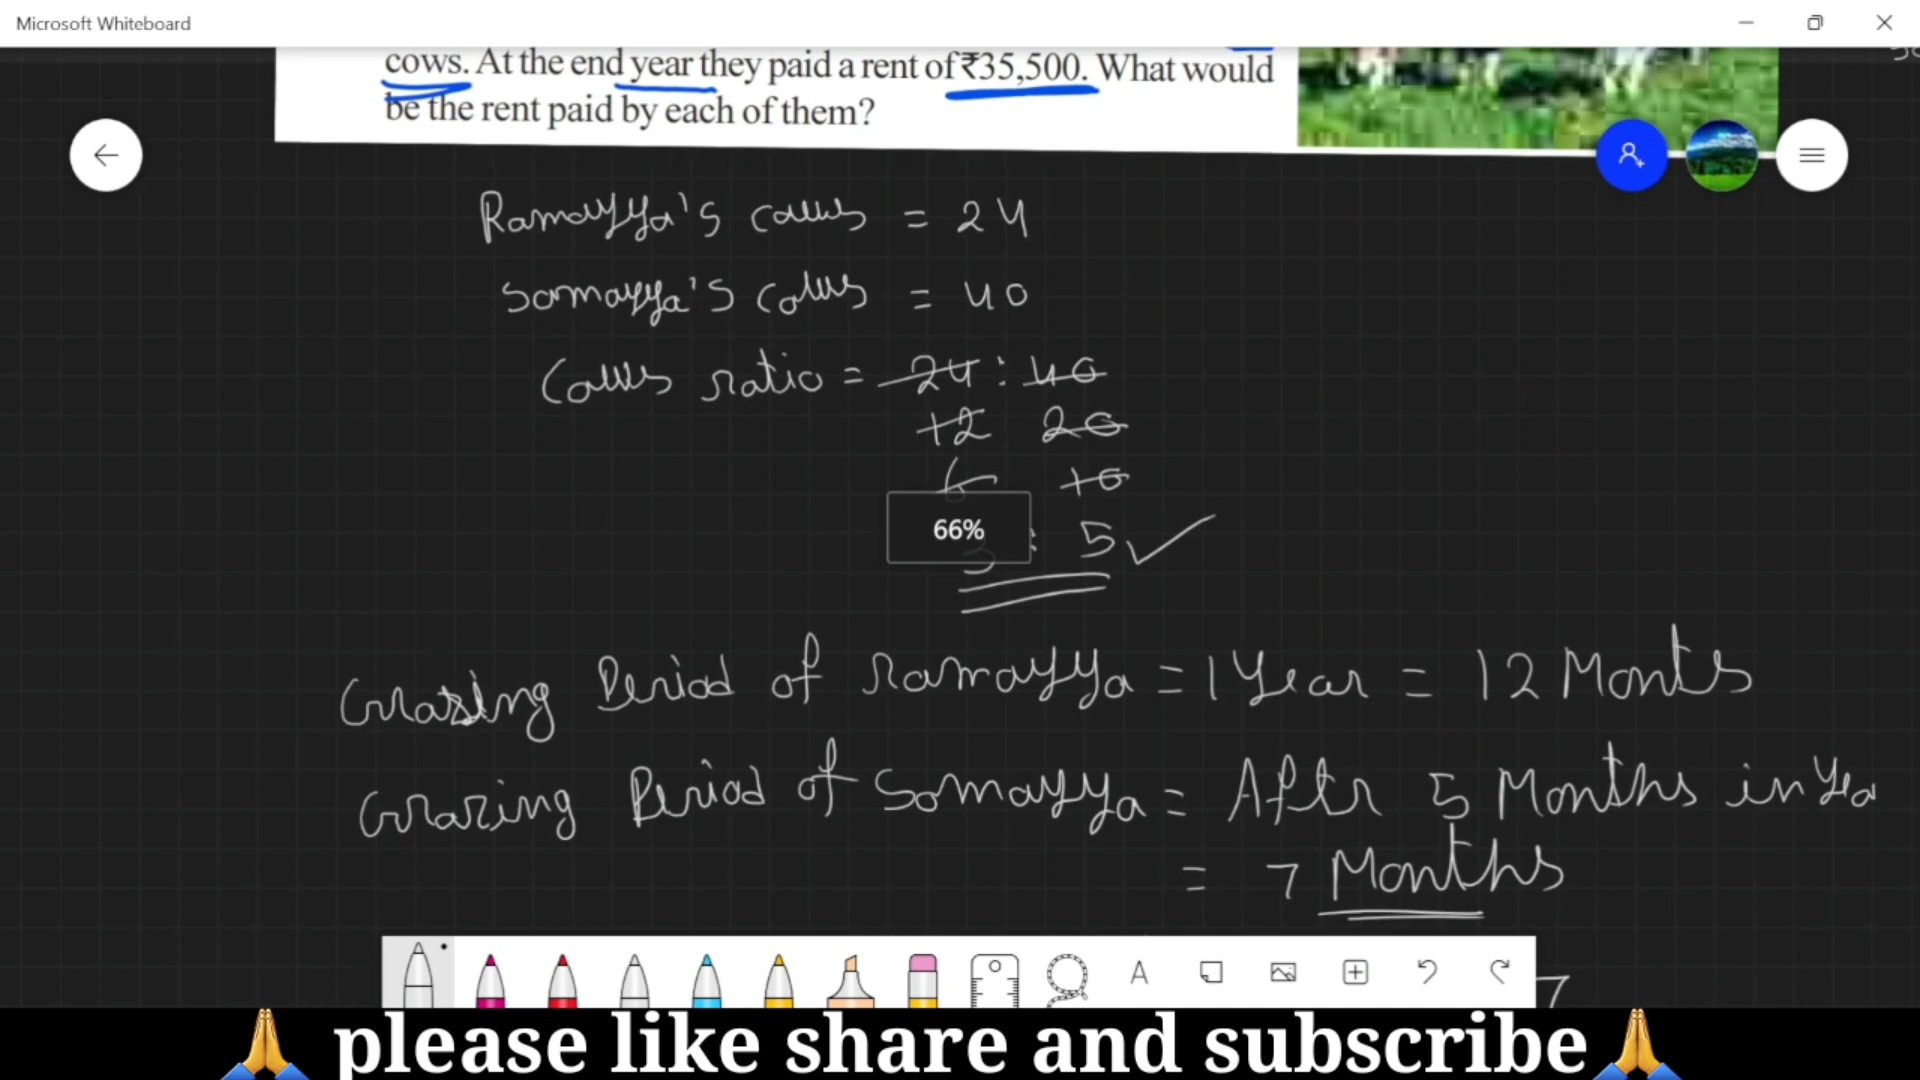 Microsoft Whiteboard
cows. At the end year they paid a rent of ₹35,500. What would
be the rent paid by each of them?
Ramayya's cows = 24
Somayya's cows = 40
Cows ratio = 24 : 40
12 20
6 10
66%
3 : 5 ✓
Grazing Period of Ramayya = 1 Year = 12 Months
Grazing Period of Somayya = After 5 Months in Yea
= 7 Months
A
7
🙏 please like share and subscribe 🙏